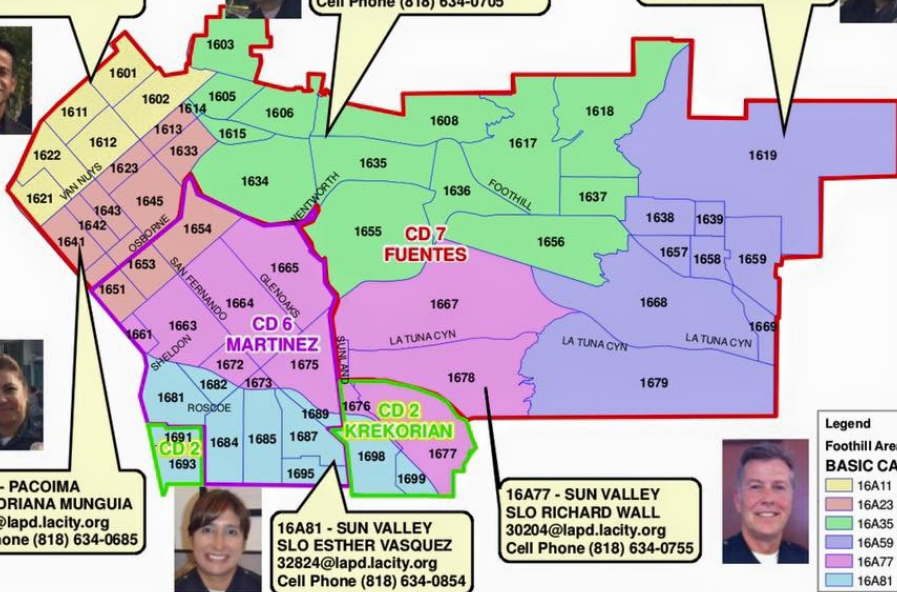 Cell Phone (818) 634-0705
1603
1601
1602
1605
1614
1606
1611
1613
1608
1618
1615
1612
1617
1633
1619
1622
1623
1635
VAN NUYS
1634
1636
FOOTHILL
1637
1621
1645
WENTWORTH
1643
1638
1639
1642
OSBORNE
1654
1655
CD 7
FUENTES
1656
1641
1657
1658
1659
1653
1665
SAN FERNANDO
GLENOAKS
1651
1664
1667
1668
1663
CD 6
MARTINEZ
1661
1669
LA TUNA CYN
LA TUNA CYN
LA TUNA CYN
SHELDON
SUNLAND
1672
1675
1673
1678
1679
1682
1681
ROSCOE
1676
1689
CD 2
KREKORIAN
1691
CD 2
1693
1684
1685
1687
1698
1677
1695
1699
- PACOIMA
ORIANA MUNGUIA
@lapd.lacity.org
hone (818) 634-0685
16A81 - SUN VALLEY
SLO ESTHER VASQUEZ
32824@lapd.lacity.org
Cell Phone (818) 634-0854
16A77 - SUN VALLEY
SLO RICHARD WALL
30204@lapd.lacity.org
Cell Phone (818) 634-0755
Legend
Foothill Are
BASIC CA
16A11
16A23
16A35
16A59
16A77
16A81